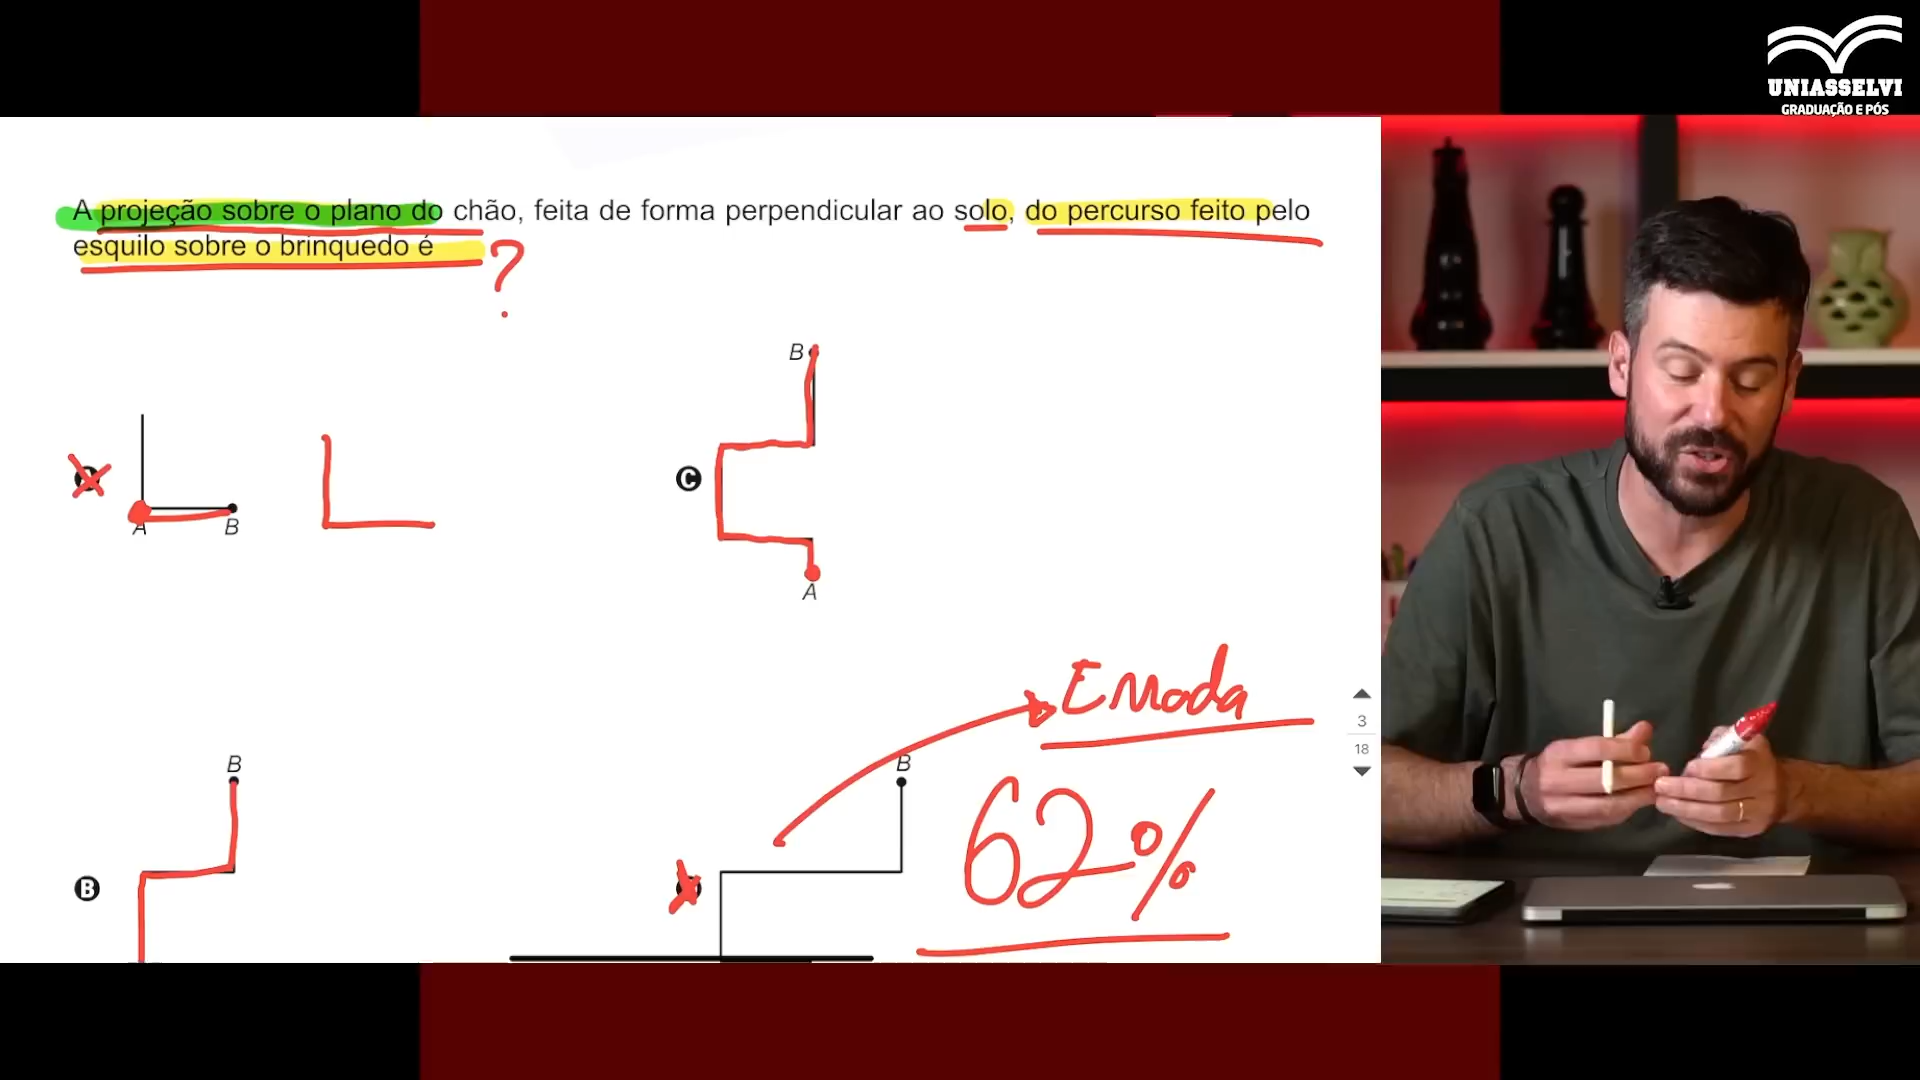 UNIASSELVI
GRADUAÇÃO E PÓS
A projeção sobre o plano do chão, feita de forma perpendicular ao solo, do percurso feito pelo
esquilo sobre o brinquedo é
?
B
A
B
C
A
Errada
3
18
B
B
62%
B